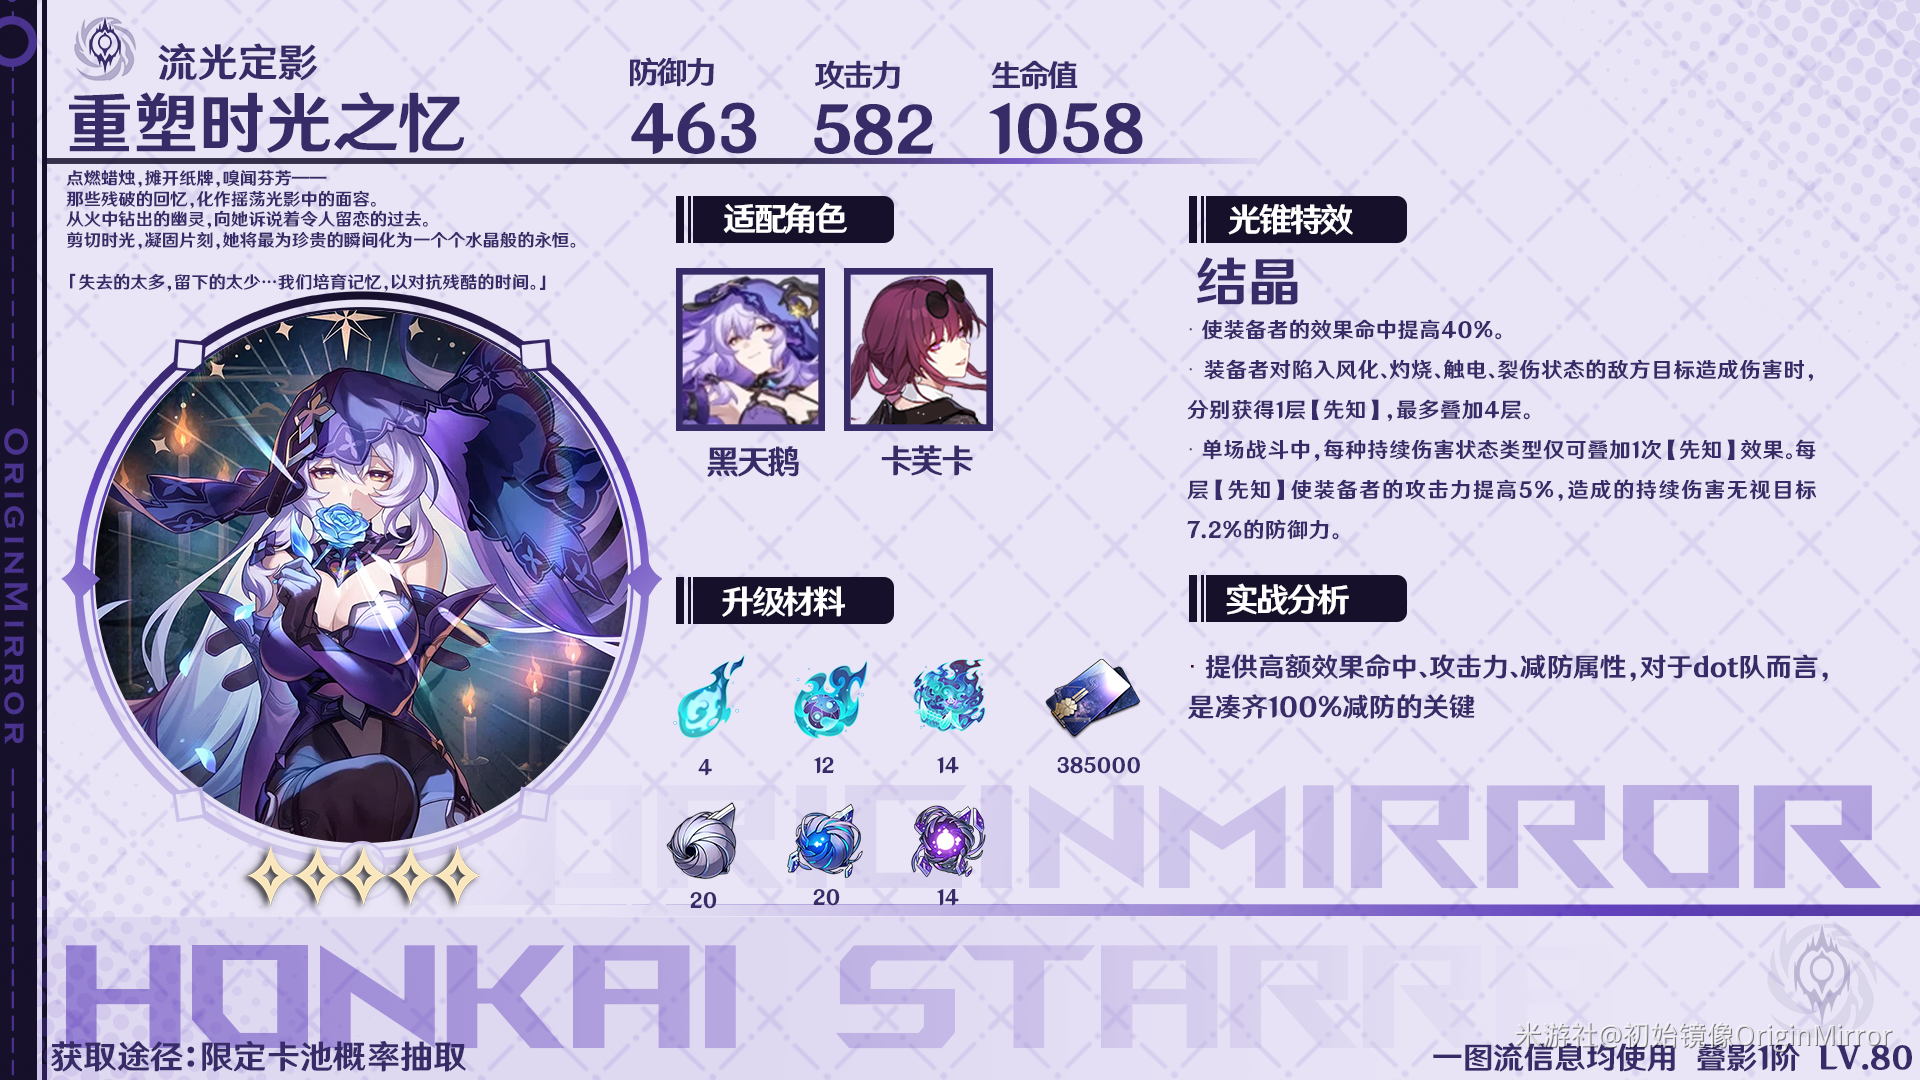 流光定影
重塑时光之忆
防御力
463
攻击力
582
生命值
1058
点燃蜡烛,摊开纸牌,嗅闻芬芳——
那些残破的回忆,化作摇荡光影中的面容。
从火中钻出的幽灵,向她诉说着令人留恋的过去。
剪切时光,凝固片刻,她将最为珍贵的瞬间化为一个个水晶般的永恒。
「失去的太多,留下的太少…我们培育记忆,以对抗残酷的时间。」
适配角色
黑天鹅
卡芙卡
升级材料
4
12
14
385000
20
20
14
光锥特效
结晶
· 使装备者的效果命中提高40%。
· 装备者对陷入风化、灼烧、触电、裂伤状态的敌方目标造成伤害时,
分别获得1层【先知】,最多叠加4层。
· 单场战斗中,每种持续伤害状态类型仅可叠加1次【先知】效果。每
层【先知】使装备者的攻击力提高5%,造成的持续伤害无视目标
7.2%的防御力。
实战分析
· 提供高额效果命中、攻击力、减防属性,对于dot队而言,
是凑齐100%减防的关键
ORIGINMIRROR
ORIGINMIRROR
HONKAI STARR
获取途径:限定卡池概率抽取
米游社@初始镜像OriginMirror
一图流信息均使用 叠影1阶 LV.80